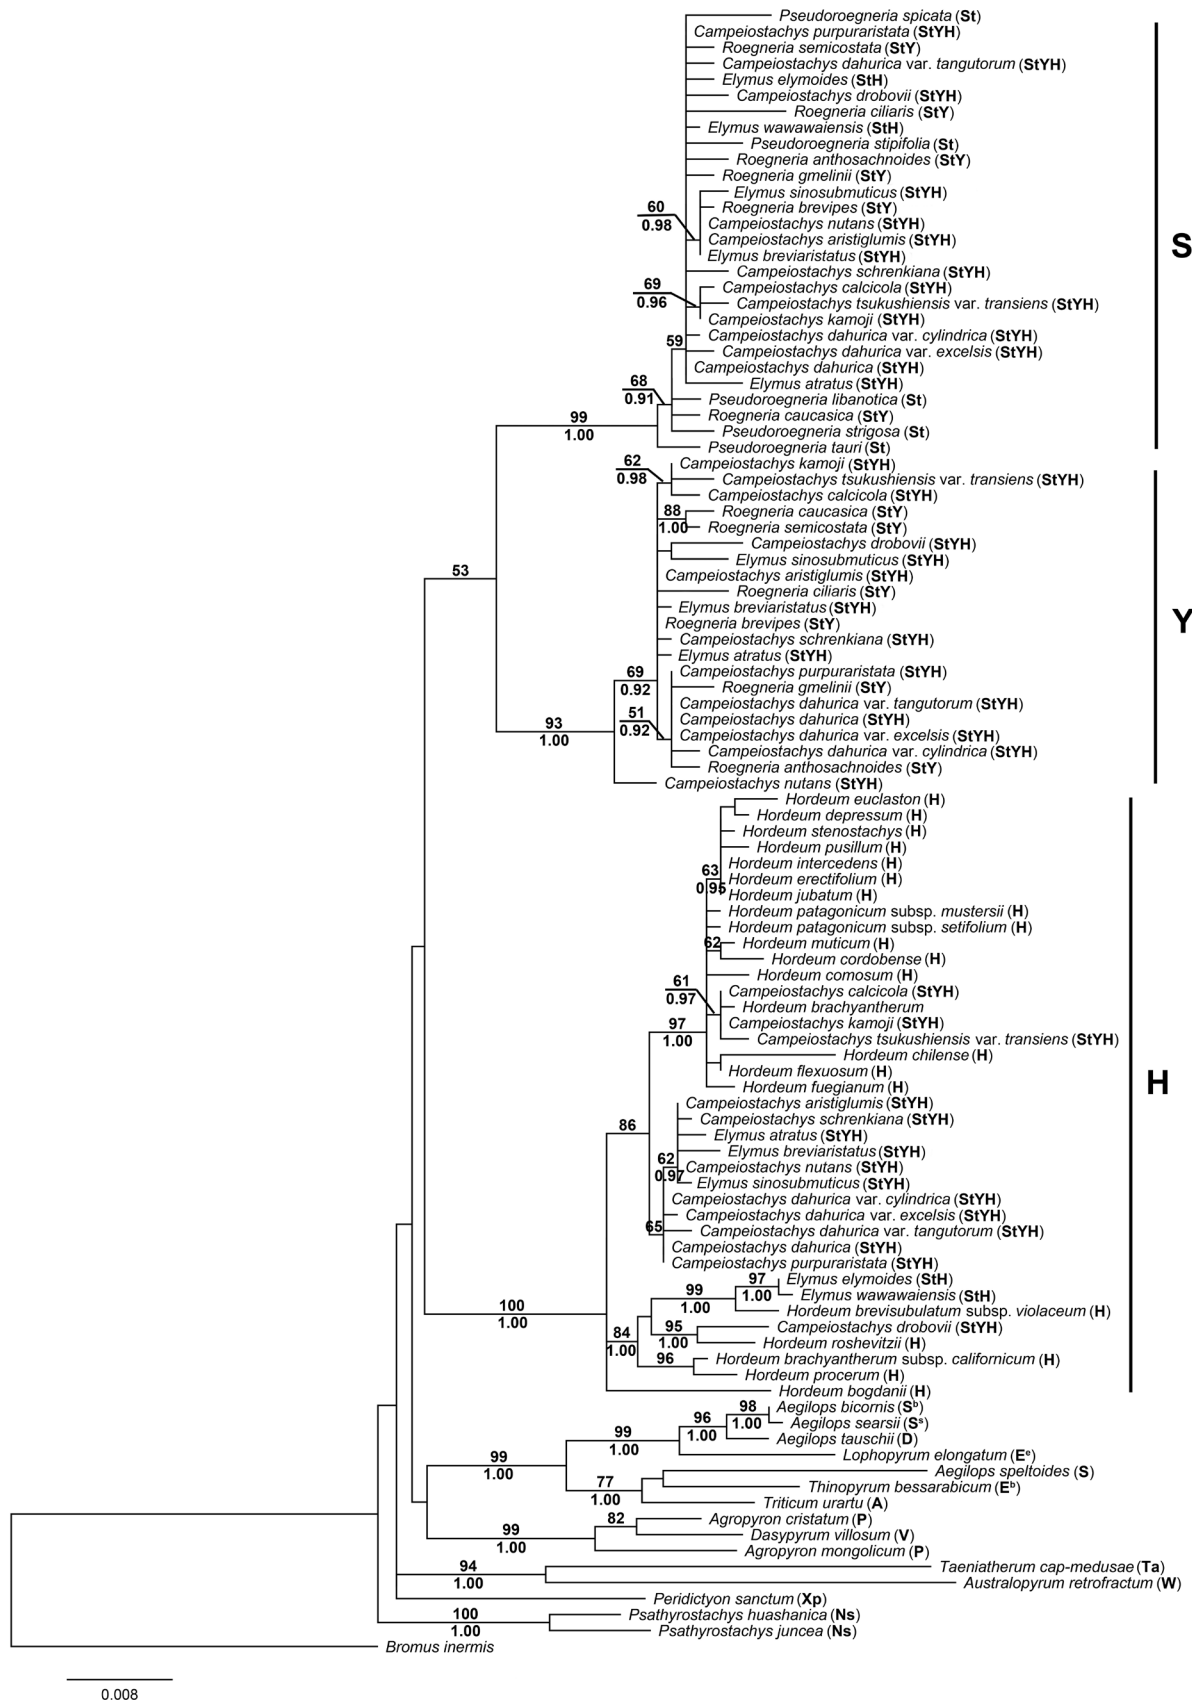 Pseudoroegneria spicata (St)
Campeiostachys purpuraristata (StYH)
Roegneria semicostata (StY)
Campeiostachys dahurica var. tangutorum (StYH)
Elymus elymoides (StH)
Campeiostachys drobovii (StYH)
Roegneria ciliaris (StY)
Elymus wawawaiensis (StH)
Pseudoroegneria stipifolia (St)
Roegneria anthosachnoides (StY)
Roegneria gmelinii (StY)
Elymus sinosubmuticus (StYH)
60
Roegneria brevipes (StY)
0.98
Campeiostachys nutans (StYH)
Campeiostachys aristiglumis (StYH)
S
Elymus breviaristatus (StYH)
Campeiostachys schrenkiana (StYH)
69
Campeiostachys calcicola (StYH)
0.96
Campeiostachys tsukushiensis var. transiens (StYH)
Campeiostachys kamoji (StYH)
Campeiostachys dahurica var. cylindrica (StYH)
59
Campeiostachys dahurica var. excelsis (StYH)
Campeiostachys dahurica (StYH)
68
Elymus atratus (StYH)
0.91
Pseudoroegneria libanotica (St)
99
Roegneria caucasica (StY)
1.00
Pseudoroegneria strigosa (St)
Pseudoroegneria tauri (St)
62
Campeiostachys kamoji (StYH)
0.98
Campeiostachys tsukushiensis var. transiens (StYH)
Campeiostachys calcicola (StYH)
88
Roegneria caucasica (StY)
1.00
Roegneria semicostata (StY)
Campeiostachys drobovii (StYH)
Elymus sinosubmuticus (StYH)
53
Campeiostachys aristiglumis (StYH)
Roegneria ciliaris (StY)
Elymus breviaristatus (StYH)
Roegneria brevipes (StY)
Y
Campeiostachys schrenkiana (StYH)
Elymus atratus (StYH)
69
Campeiostachys purpuraristata (StYH)
0.92
Roegneria gmelinii (StY)
Campeiostachys dahurica var. tangutorum (StYH)
51
Campeiostachys dahurica (StYH)
93
0.92
Campeiostachys dahurica var. excelsis (StYH)
1.00
Campeiostachys dahurica var. cylindrica (StYH)
Roegneria anthosachnoides (StY)
Campeiostachys nutans (StYH)
Hordeum euclaston (H)
Hordeum depressum (H)
Hordeum stenostachys (H)
Hordeum pusillum (H)
Hordeum intercedens (H)
63
Hordeum erectifolium (H)
0.95
Hordeum jubatum (H)
Hordeum patagonicum subsp. mustersii (H)
Hordeum patagonicum subsp. setifolium (H)
62
Hordeum muticum (H)
Hordeum cordobense (H)
Hordeum comosum (H)
61
Campeiostachys calcicola (StYH)
0.97
Hordeum brachyantherum
97
Campeiostachys kamoji (StYH)
1.00
Campeiostachys tsukushiensis var. transiens (StYH)
Hordeum chilense (H)
Hordeum flexuosum (H)
H
Hordeum fuegianum (H)
Campeiostachys aristiglumis (StYH)
86
Campeiostachys schrenkiana (StYH)
Elymus atratus (StYH)
Elymus breviaristatus (StYH)
62
Campeiostachys nutans (StYH)
0.97
Elymus sinosubmuticus (StYH)
Campeiostachys dahurica var. cylindrica (StYH)
Campeiostachys dahurica var. excelsis (StYH)
65
Campeiostachys dahurica var. tangutorum (StYH)
Campeiostachys dahurica (StYH)
Campeiostachys purpuraristata (StYH)
97
Elymus elymoides (StH)
99
1.00
Elymus wawawaiensis (StH)
100
1.00
Hordeum brevisubulatum subsp. violaceum (H)
1.00
95
Campeiostachys drobovii (StYH)
84
1.00
Hordeum roshevitzii (H)
1.00
96
Hordeum brachyantherum subsp. californicum (H)
Hordeum procerum (H)
Hordeum bogdanii (H)
98
Aegilops bicornis (Sb)
96
1.00
Aegilops searsii (Ss)
99
1.00
Aegilops tauschii (D)
1.00
Lophopyrum elongatum (Ee)
99
Aegilops speltoides (S)
1.00
77
Thinopyrum bessarabicum (Eb)
1.00
Triticum urartu (A)
82
Agropyron cristatum (P)
99
Dasypyrum villosum (V)
1.00
Agropyron mongolicum (P)
94
Taeniatherum cap-medusae (Ta)
1.00
Australopyrum retrofractum (W)
Peridictyon sanctum (Xp)
100
Psathyrostachys huashanica (Ns)
1.00
Psathyrostachys juncea (Ns)
Bromus inermis
0.008